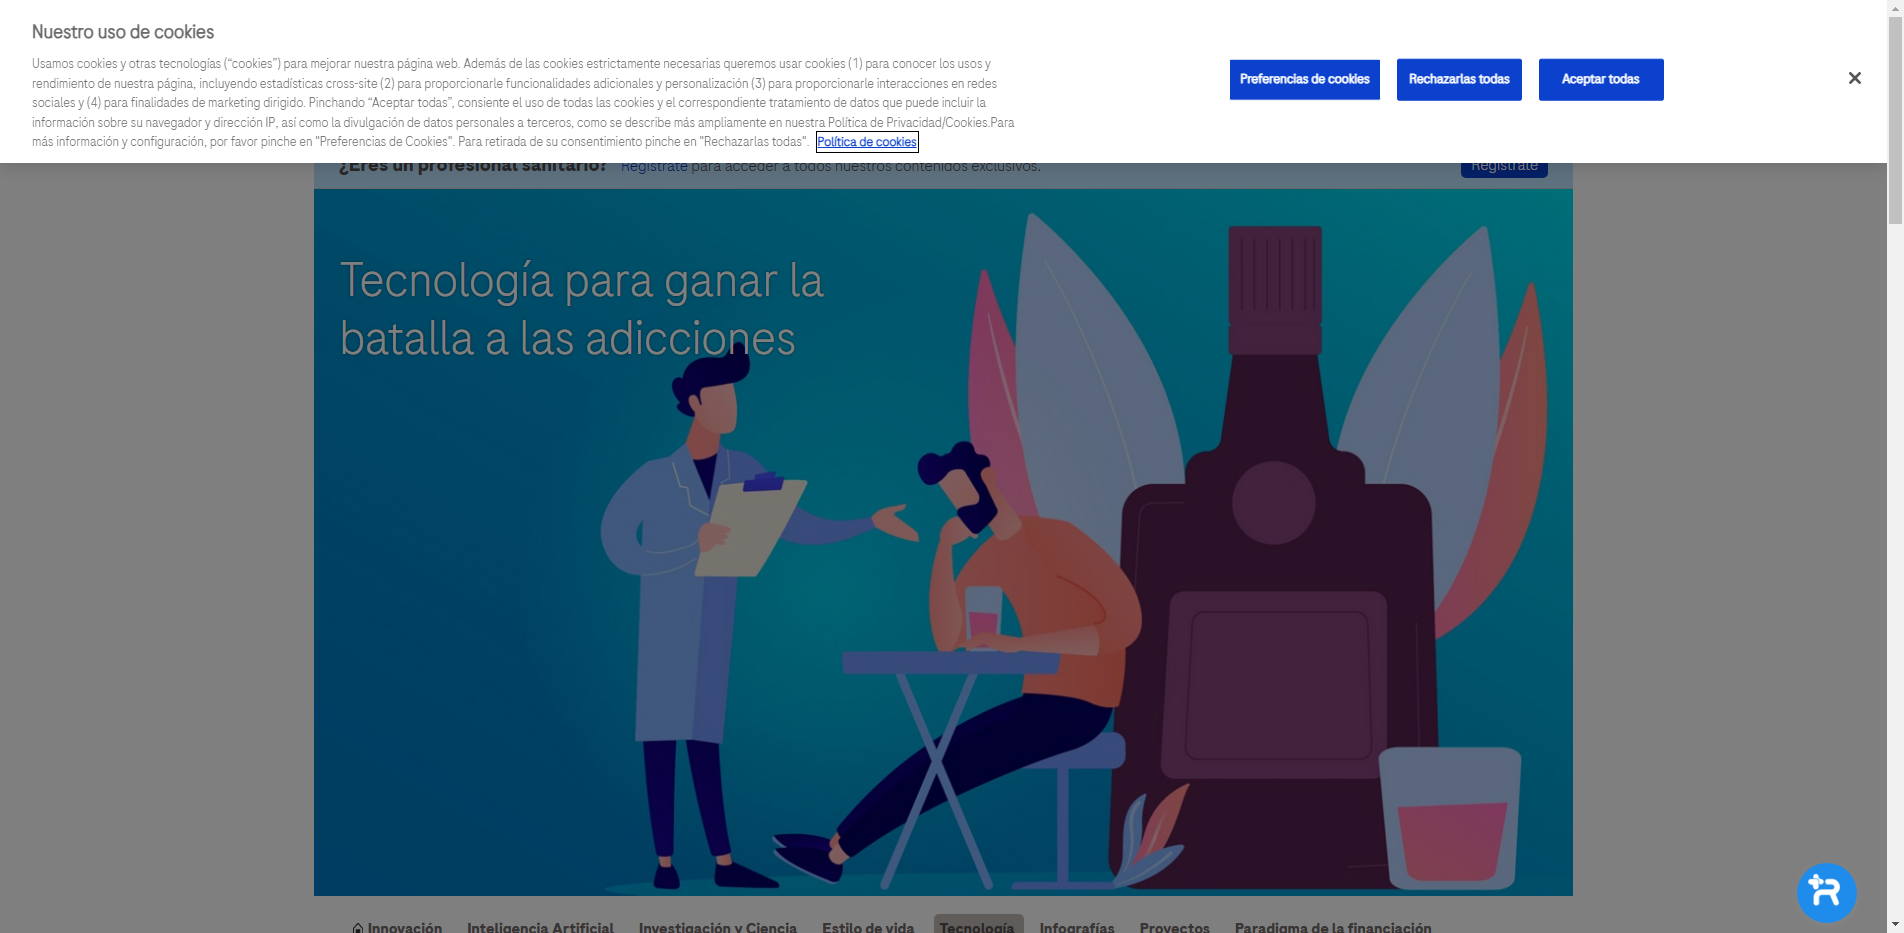 Nuestro uso de cookies
Usamos cookies y otras tecnologías (“cookies”) para mejorar nuestra página web. Además de las cookies estrictamente necesarias queremos usar cookies (1) para conocer los usos y
rendimiento de nuestra página, incluyendo estadísticas cross-site (2) para proporcionarle funcionalidades adicionales y personalización (3) para proporcionarle interacciones en redes
sociales y (4) para finalidades de marketing dirigido. Pinchando “Aceptar todas”, consiente el uso de todas las cookies y el correspondiente tratamiento de datos que puede incluir la
información sobre su navegador y dirección IP, así como la divulgación de datos personales a terceros, como se describe más ampliamente en nuestra Política de Privacidad/Cookies.Para
más información y configuración, por favor pinche en "Preferencias de Cookies". Para retirada de su consentimiento pinche en "Rechazarlas todas". Política de cookies
Preferencias de cookies
Rechazarlas todas
Aceptar todas
¿Eres un profesional sanitario? Regístrate para acceder a todos nuestros contenidos exclusivos.
Regístrate
Tecnología para ganar la
batalla a las adicciones
Innovación Inteligencia Artificial Investigación y Ciencia Estilo de vida Tecnología Infografías Proyectos Paradigma de la financiación